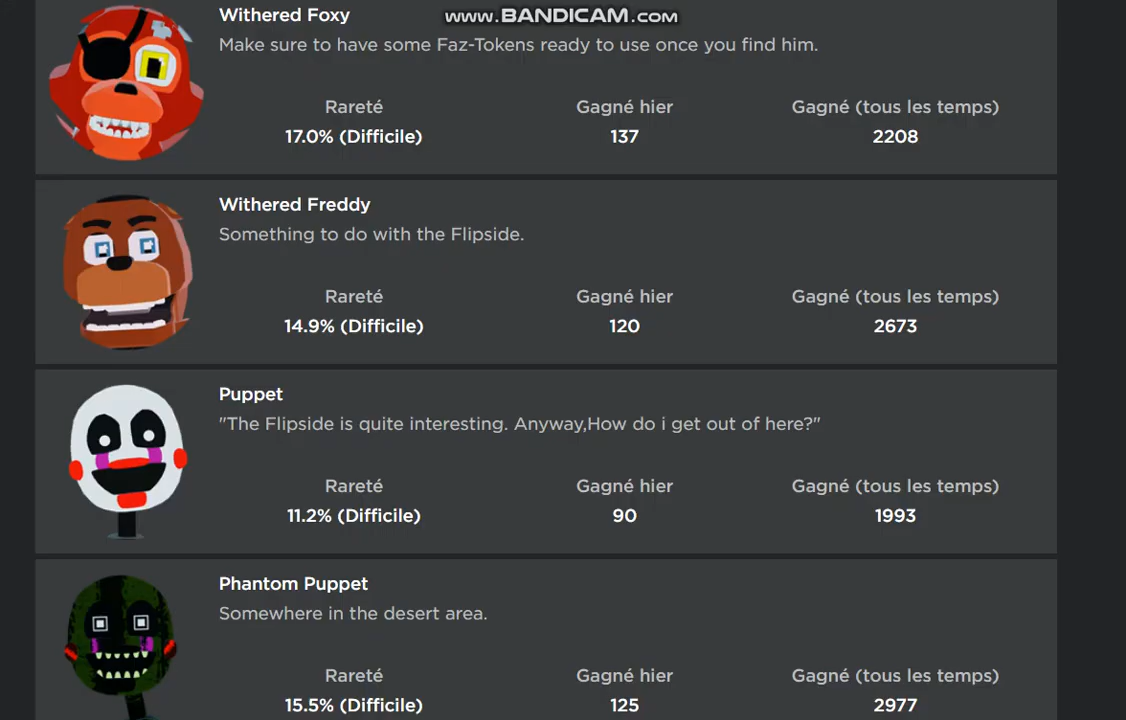 www.BANDICAM.com
Withered Foxy
Make sure to have some Faz-Tokens ready to use once you find him.
Rareté Gagné hier Gagné (tous les temps)
17.0% (Difficile) 137 2208
Withered Freddy
Something to do with the Flipside.
Rareté Gagné hier Gagné (tous les temps)
14.9% (Difficile) 120 2673
Puppet
"The Flipside is quite interesting. Anyway,How do i get out of here?"
Rareté Gagné hier Gagné (tous les temps)
11.2% (Difficile) 90 1993
Phantom Puppet
Somewhere in the desert area.
Rareté Gagné hier Gagné (tous les temps)
15.5% (Difficile) 125 2977